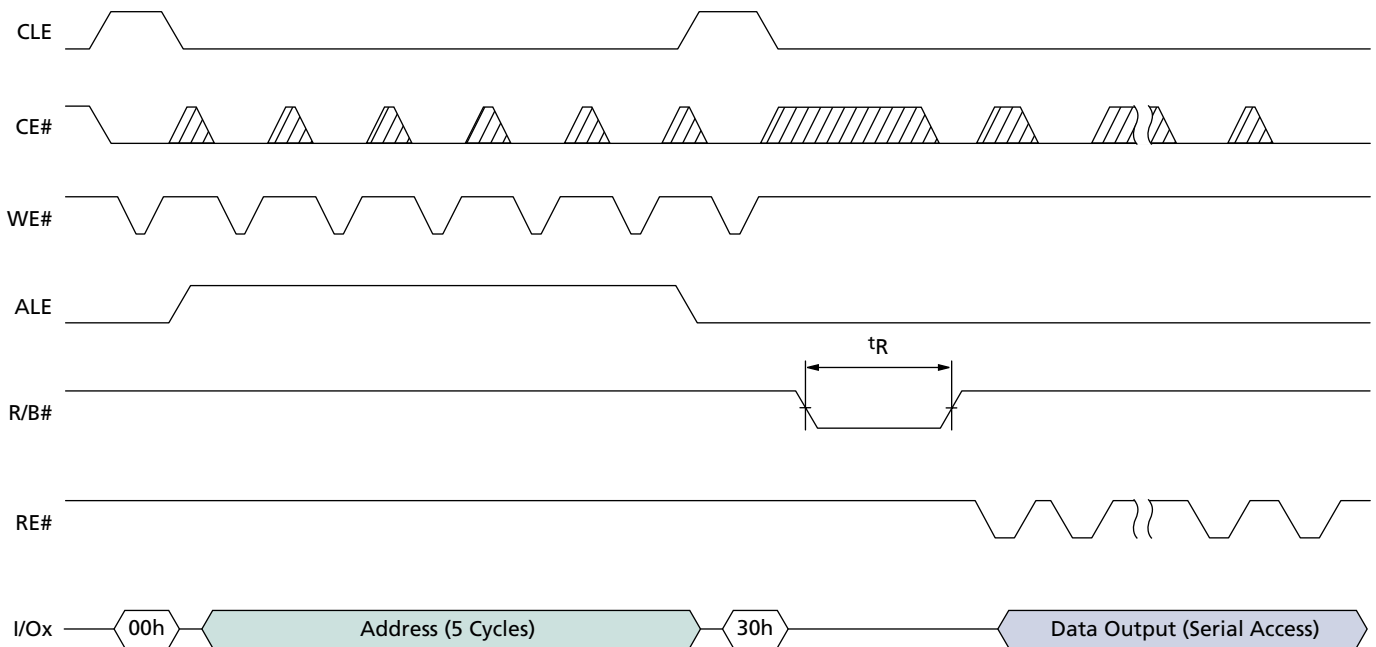 CLE
CE#
WE#
ALE
tR
R/B#
RE#
I/Ox 00h Address (5 Cycles) 30h Data Output (Serial Access)